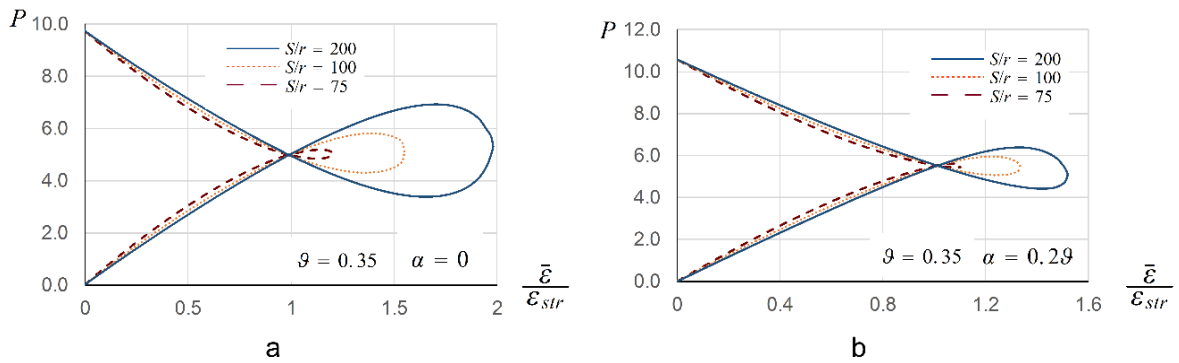 P
10.0
8.0
6.0
4.0
2.0
0.0
0 0.5 1 1.5 2
S/r = 200
S/r = 100
S/r – 75
ϑ = 0.35 α = 0
ε̄
ε_str
a
P
12.0
10.0
8.0
6.0
4.0
2.0
0.0
0 0.4 0.8 1.2 1.6
S/r = 200
S/r = 100
S/r = 75
ϑ = 0.35 α = 0.2ϑ
ε̄
ε_str
b